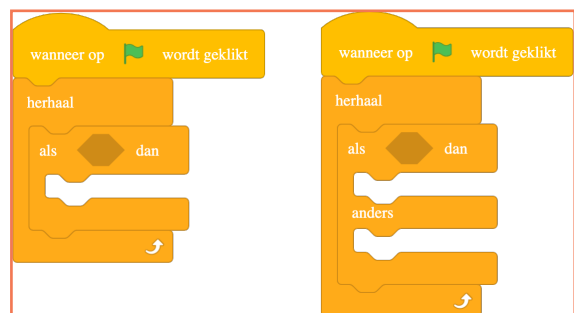 wanneer op wordt geklikt
herhaal
als dan
wanneer op wordt geklikt
herhaal
als dan
anders